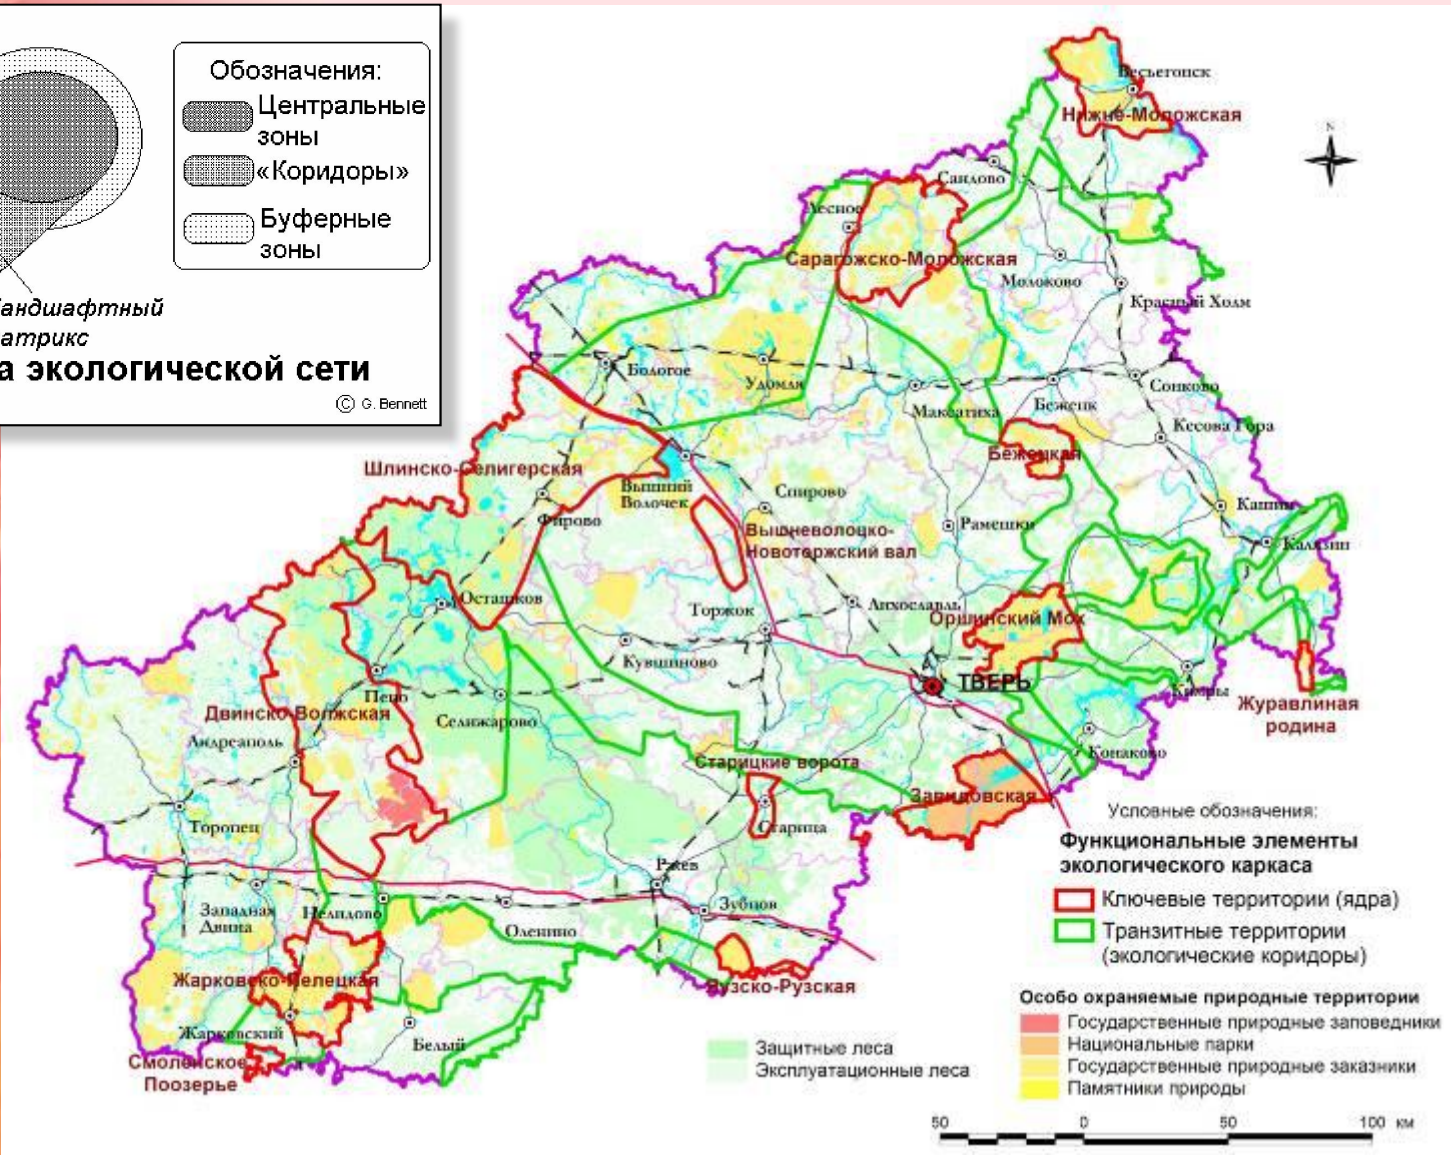 Обозначения:
Центральные
зоны
«Коридоры»
Буферные
зоны
андшафтный
атрикс
а экологической сети
© G. Bennett
Весьегонск
Нижне-Моложская
N
Сандово
Лесное
Сарагожско-Моложская
Молоково
Красный Холм
Бологое
Удомля
Максатиха
Бежецк
Сонково
Кесова Гора
Бежецкая
Шлинско-Селигерская
Вышний
Волочек
Спирово
Фирово
Вышневолоцко-
Новоторжский вал
Рамешки
Кашин
Калязин
Осташков
Торжок
Лихославль
Оршинский Мох
Кувшиново
ТВЕРЬ
Кимры
Журавлиная
родина
Пено
Двинско-Волжская
Селижарово
Андреаполь
Конаково
Старицкие ворота
Завидовская
Старица
Торопец
Ржев
Зубцов
Западная
Двина
Нелидово
Оленино
Жарковско-Пелецкая
Яузско-Рузская
Жарковский
Белый
Смоленское
Поозерье
Условные обозначения:
Функциональные элементы
экологического каркаса
Ключевые территории (ядра)
Транзитные территории
(экологические коридоры)
Особо охраняемые природные территории
Государственные природные заповедники
Национальные парки
Государственные природные заказники
Памятники природы
Защитные леса
Эксплуатационные леса
50 0 50 100 км